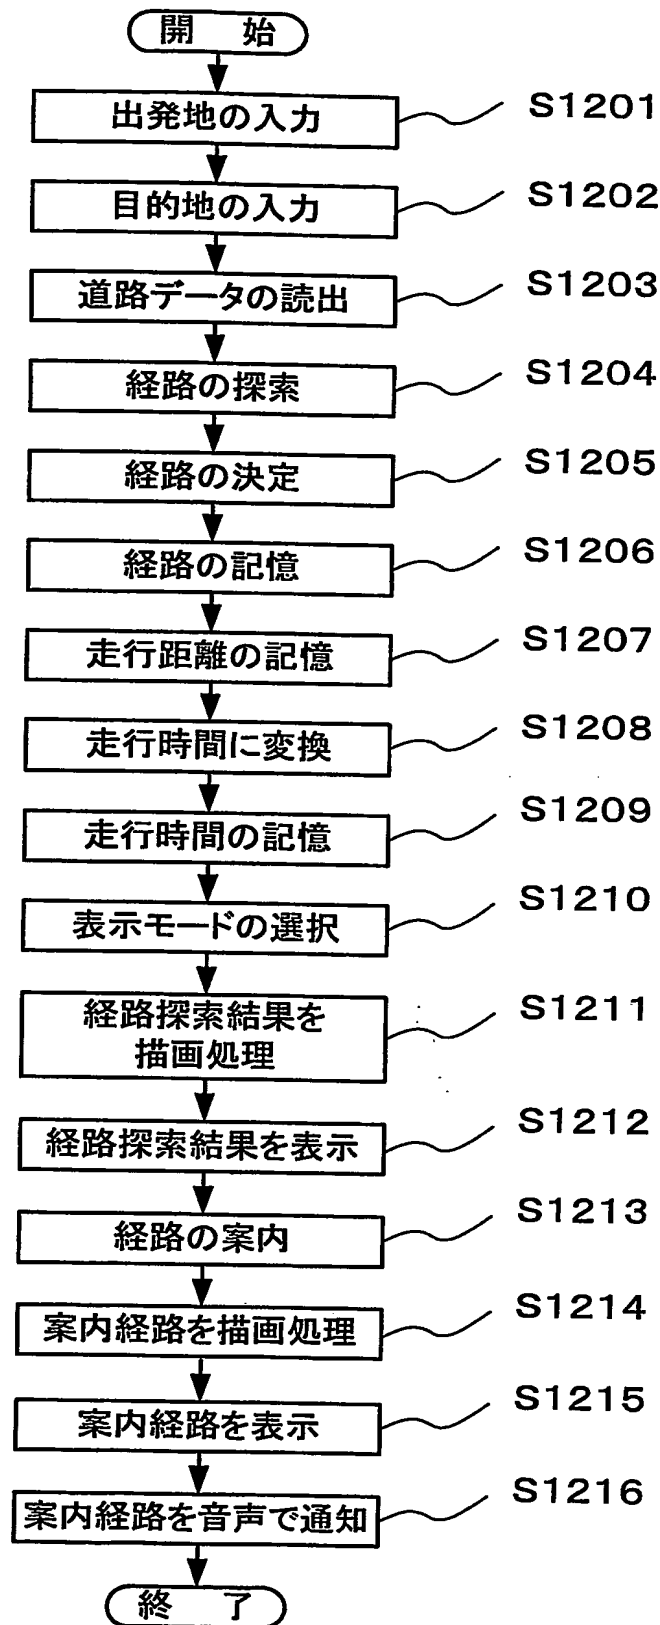 開 始
出発地の入力 S1201
目的地の入力 S1202
道路データの読出 S1203
経路の探索 S1204
経路の決定 S1205
経路の記憶 S1206
走行距離の記憶 S1207
走行時間に変換 S1208
走行時間の記憶 S1209
表示モードの選択 S1210
経路探索結果を S1211
描画処理
経路探索結果を表示 S1212
経路の案内 S1213
案内経路を描画処理 S1214
案内経路を表示 S1215
案内経路を音声で通知 S1216
終 了